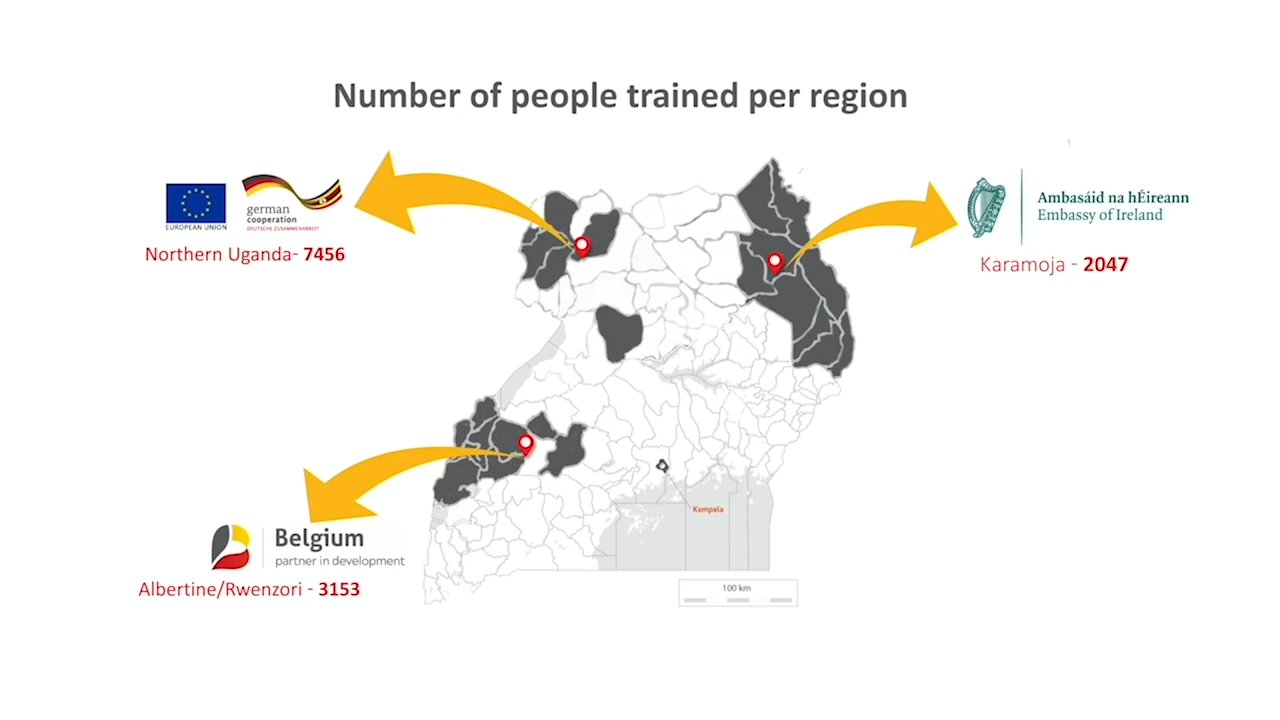 Number of people trained per region
EUROPEAN UNION
german
cooperation
DEUTSCHE ZUSAMMENARBEIT
Northern Uganda- 7456
Ambasáid na hÉireann
Embassy of Ireland
Karamoja - 2047
Kampala
Belgium
partner in development
Albertine/Rwenzori - 3153
100 km